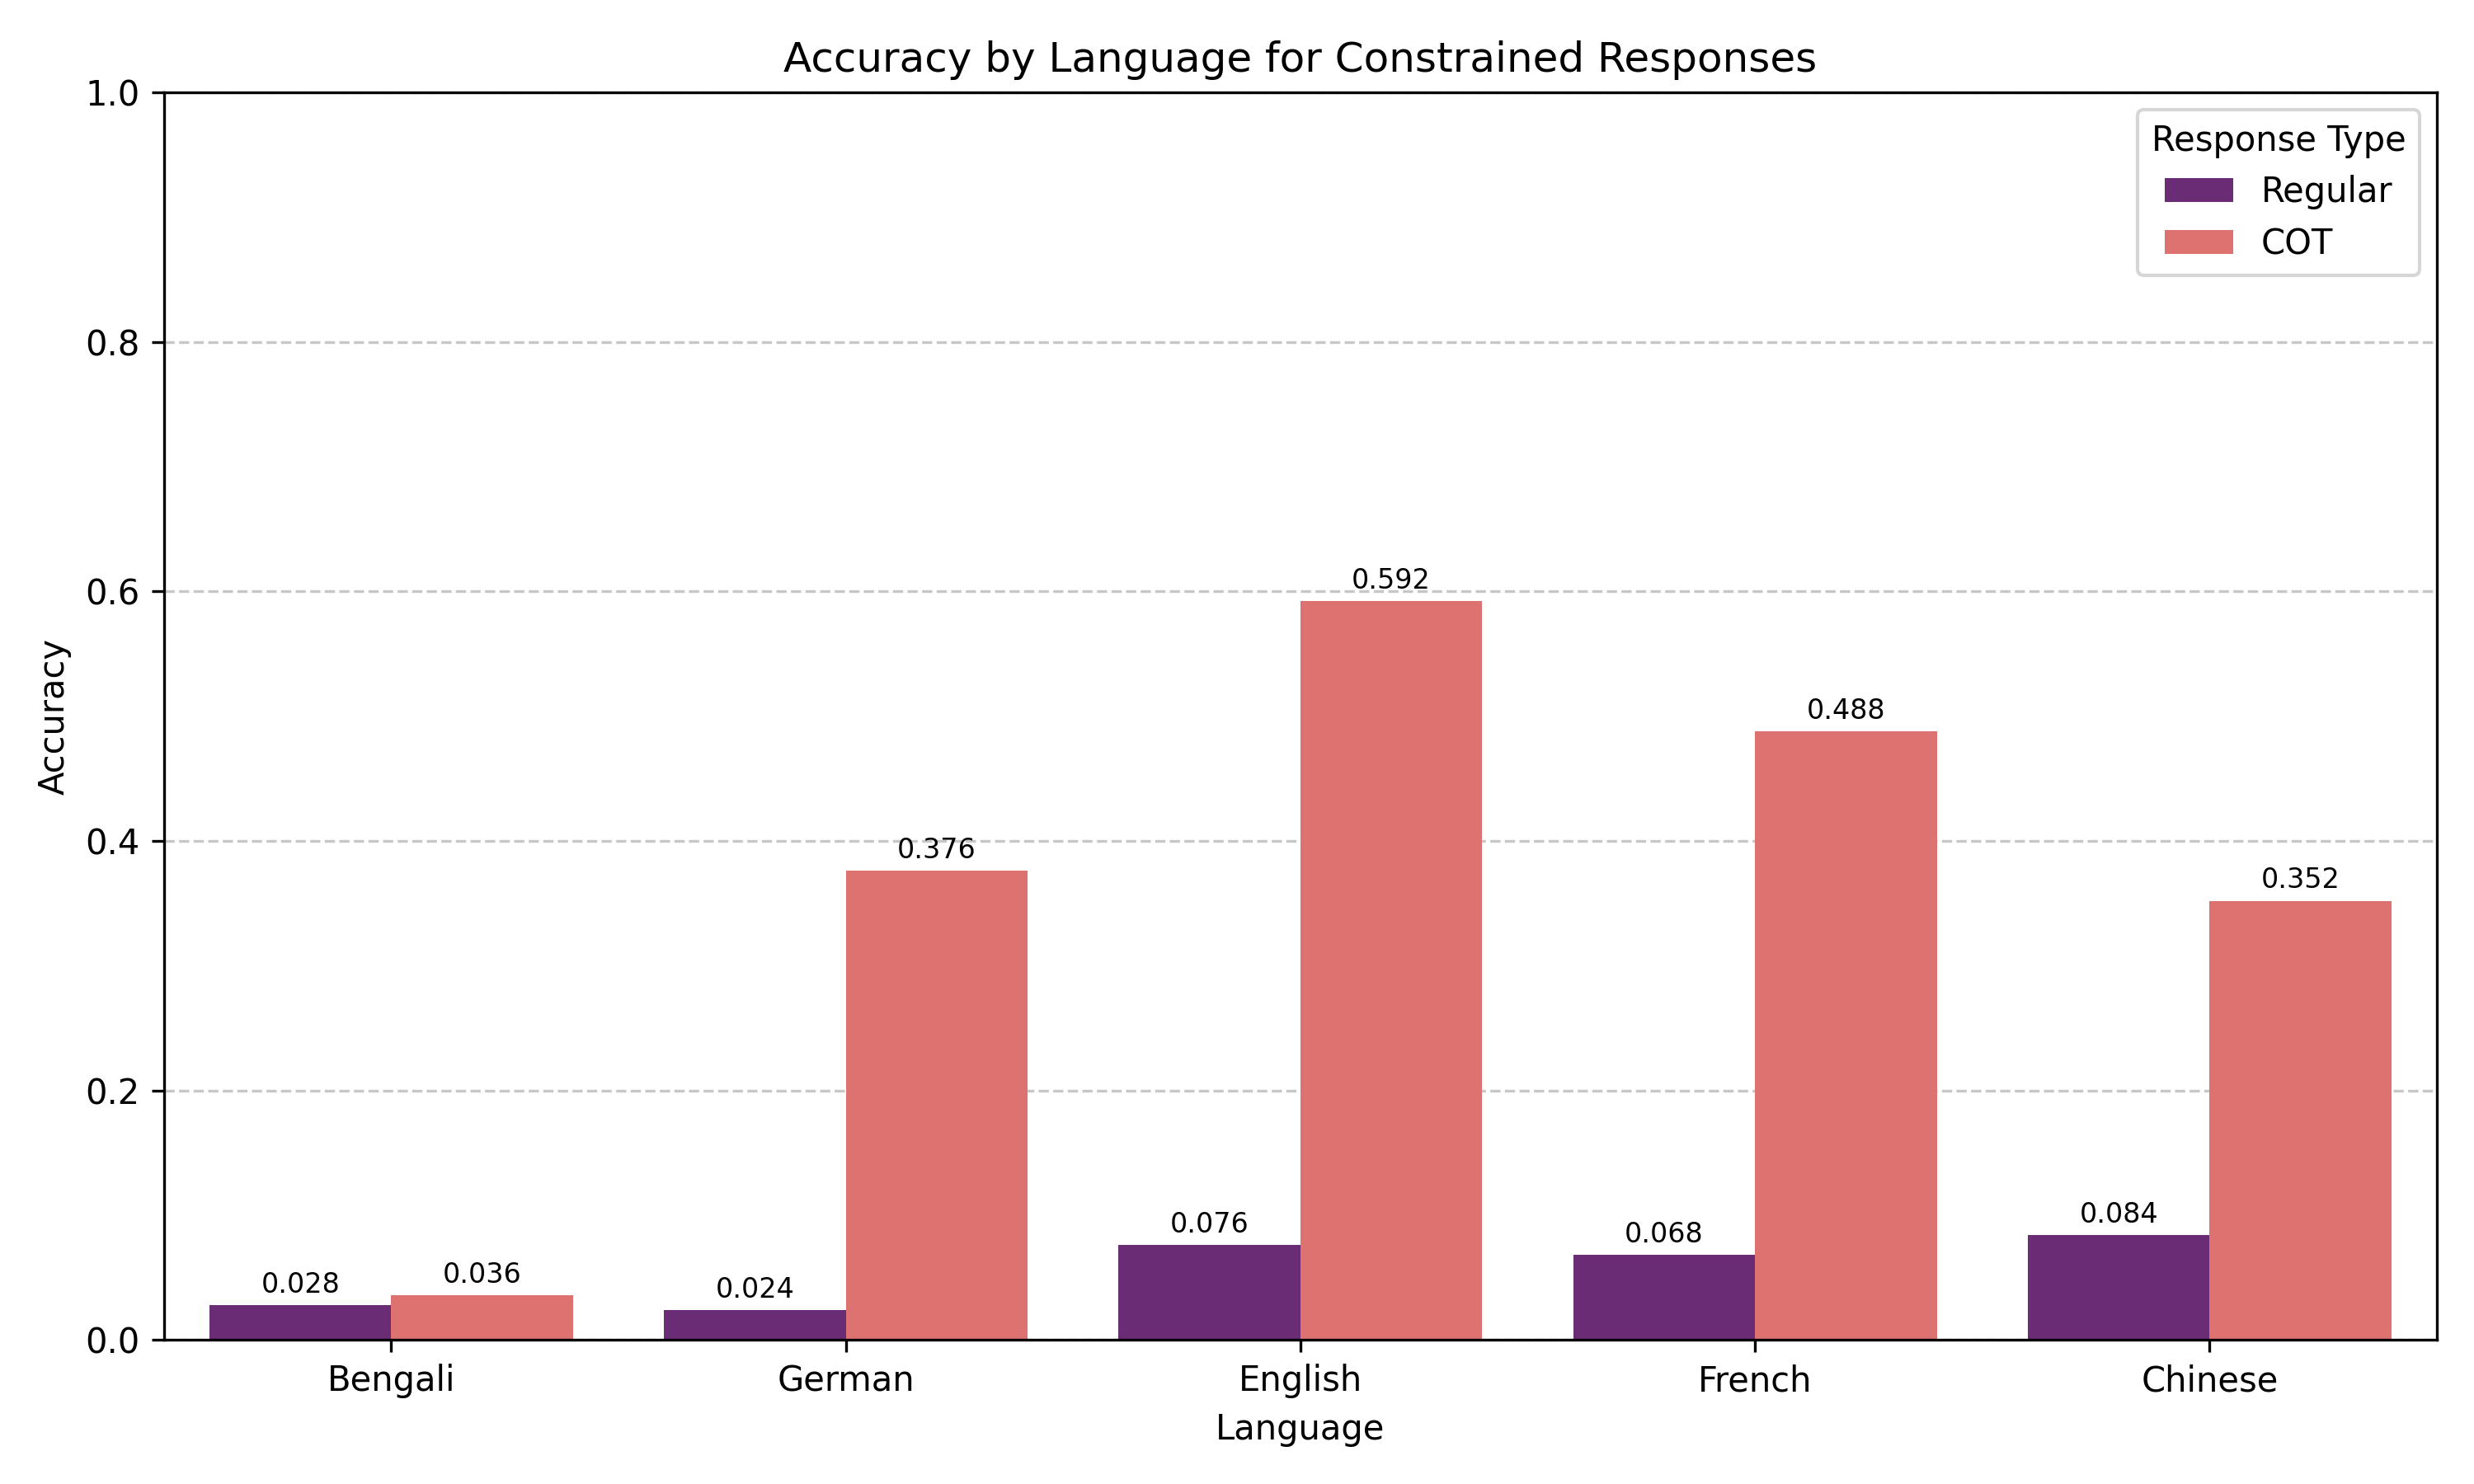 Accuracy by Language for Constrained Responses
1.0
0.8
0.6
0.4
0.2
0.0
Accuracy
Response Type
Regular
COT
0.028
0.036
0.024
0.376
0.076
0.592
0.068
0.488
0.084
0.352
Bengali
German
English
French
Chinese
Language